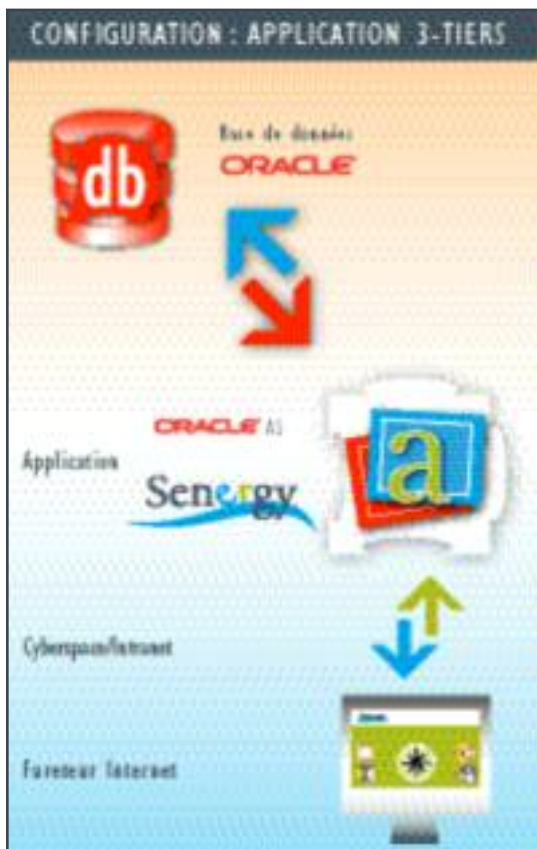 CONFIGURATION : APPLICATION 3-TIERS
db
Base de données
ORACLE
ORACLE AS
Application
Senergy
a
Cyberspace/Intranet
Fureteur Internet